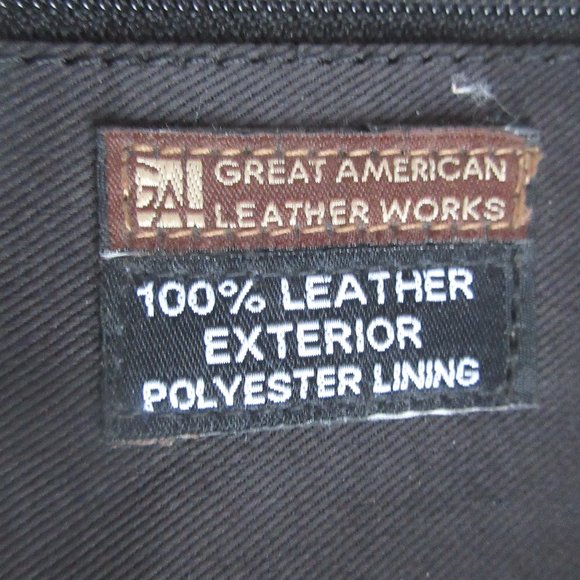 GREAT AMERICAN
LEATHER WORKS
100% LEATHER
EXTERIOR
POLYESTER LINING